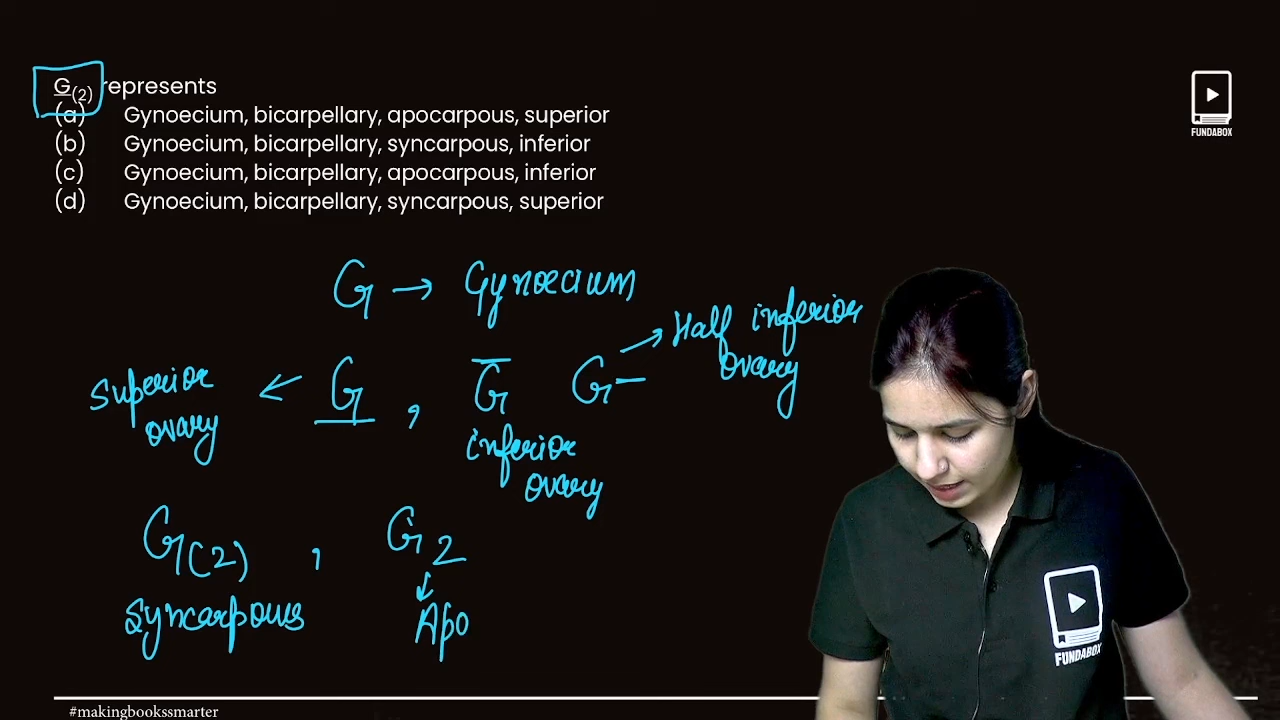 G(2) represents
(a) Gynoecium, bicarpellary, apocarpous, superior
(b) Gynoecium, bicarpellary, syncarpous, inferior
(c) Gynoecium, bicarpellary, apocarpous, inferior
(d) Gynoecium, bicarpellary, syncarpous, superior
FUNDABOX
G → Gynoecium
Superior ovary ← G , G G– → Half inferior ovary
inferior ovary
G(2) , G2
Syncarpous Apo
FUNDABOX
#makingbookssmarter